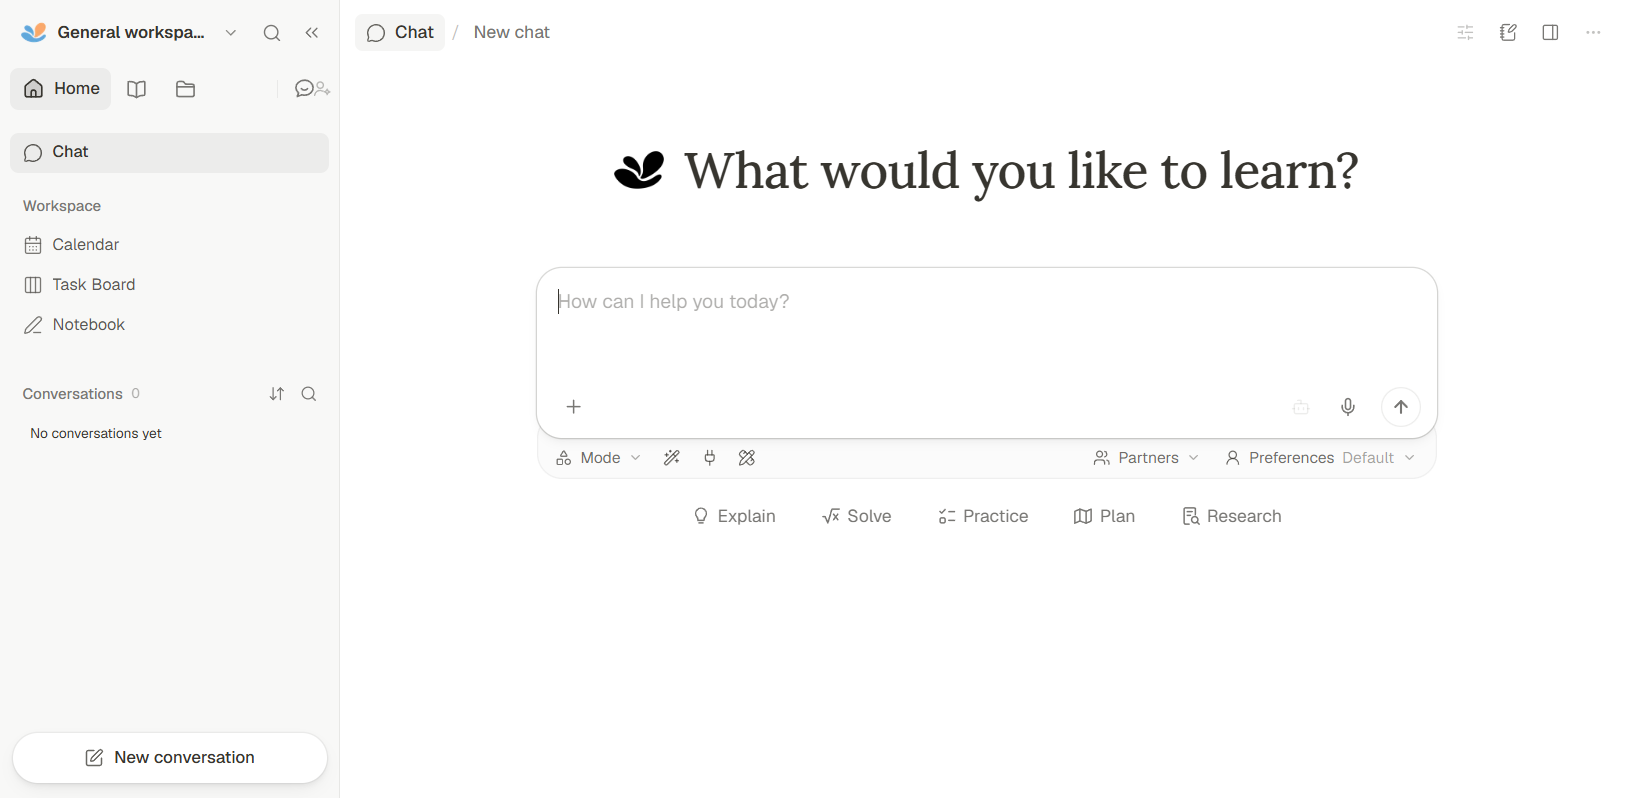 General workspa...
Home
Chat
Workspace
Calendar
Task Board
Notebook
Conversations 0
No conversations yet
New conversation
Chat / New chat
What would you like to learn?
How can I help you today?
Mode
Partners
Preferences Default
Explain
Solve
Practice
Plan
Research